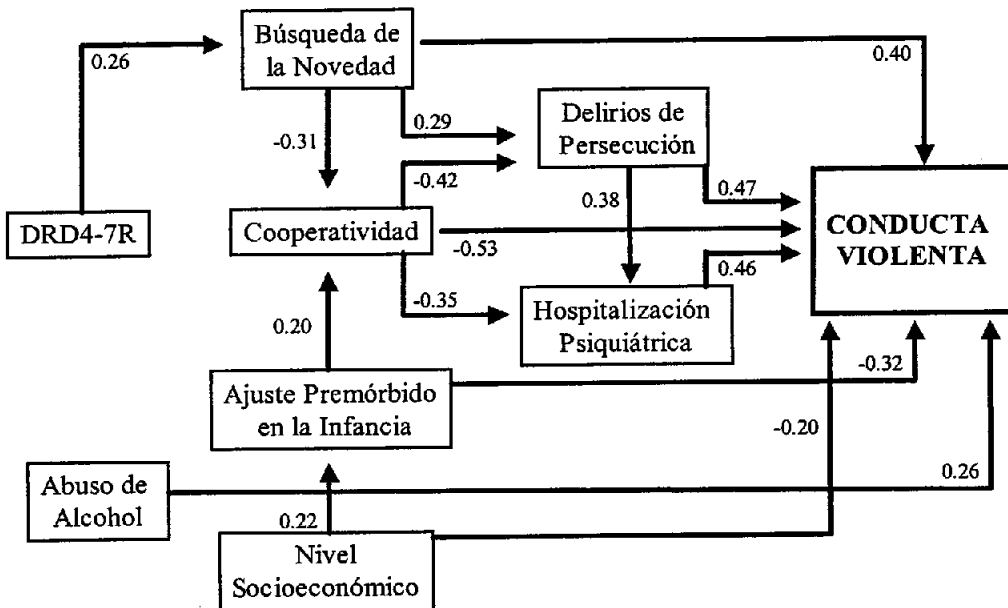 Búsqueda de
la Novedad
0.26
0.40
-0.31
0.29
Delirios de
Persecución
-0.42
0.38
0.47
DRD4-7R
Cooperatividad
-0.53
CONDUCTA
VIOLENTA
-0.35
0.46
Hospitalización
Psiquiátrica
0.20
-0.32
Ajuste Premórbido
en la Infancia
-0.20
Abuso de
Alcohol
0.26
0.22
Nivel
Socioeconómico